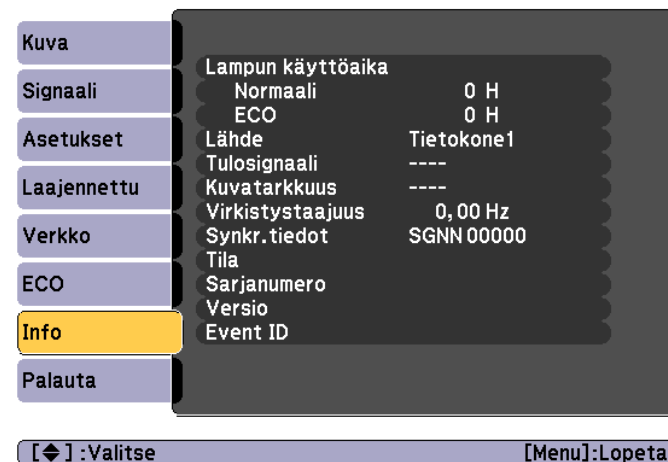 Kuva
Signaali
Asetukset
Laajennettu
Verkko
ECO
Info
Palauta
Lampun käyttöaika
Normaali 0 H
ECO 0 H
Lähde Tietokone1
Tulosignaali ----
Kuvatarkkuus ----
Virkistystaajuus 0,00 Hz
Synkr.tiedot SGNN 00000
Tila
Sarjanumero
Versio
Event ID
[◆] :Valitse [Menu]:Lopeta